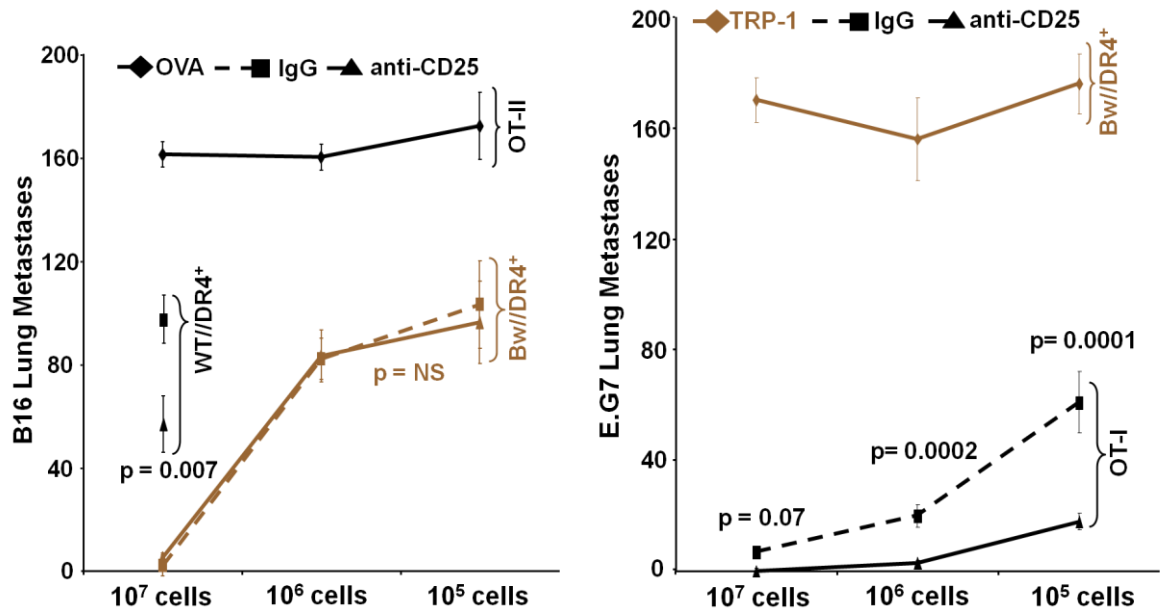 OVA IgG anti-CD25
B16 Lung Metastases
200
160
120
80
40
0
OT-II
WT//DR4+
Bw//DR4+
p = 0.007
p = NS
10⁷ cells 10⁶ cells 10⁵ cells
TRP-1 IgG anti-CD25
E.G7 Lung Metastases
200
160
120
80
40
0
Bw//DR4+
p= 0.0001
p= 0.0002
p = 0.07
OT-I
10⁷ cells 10⁶ cells 10⁵ cells